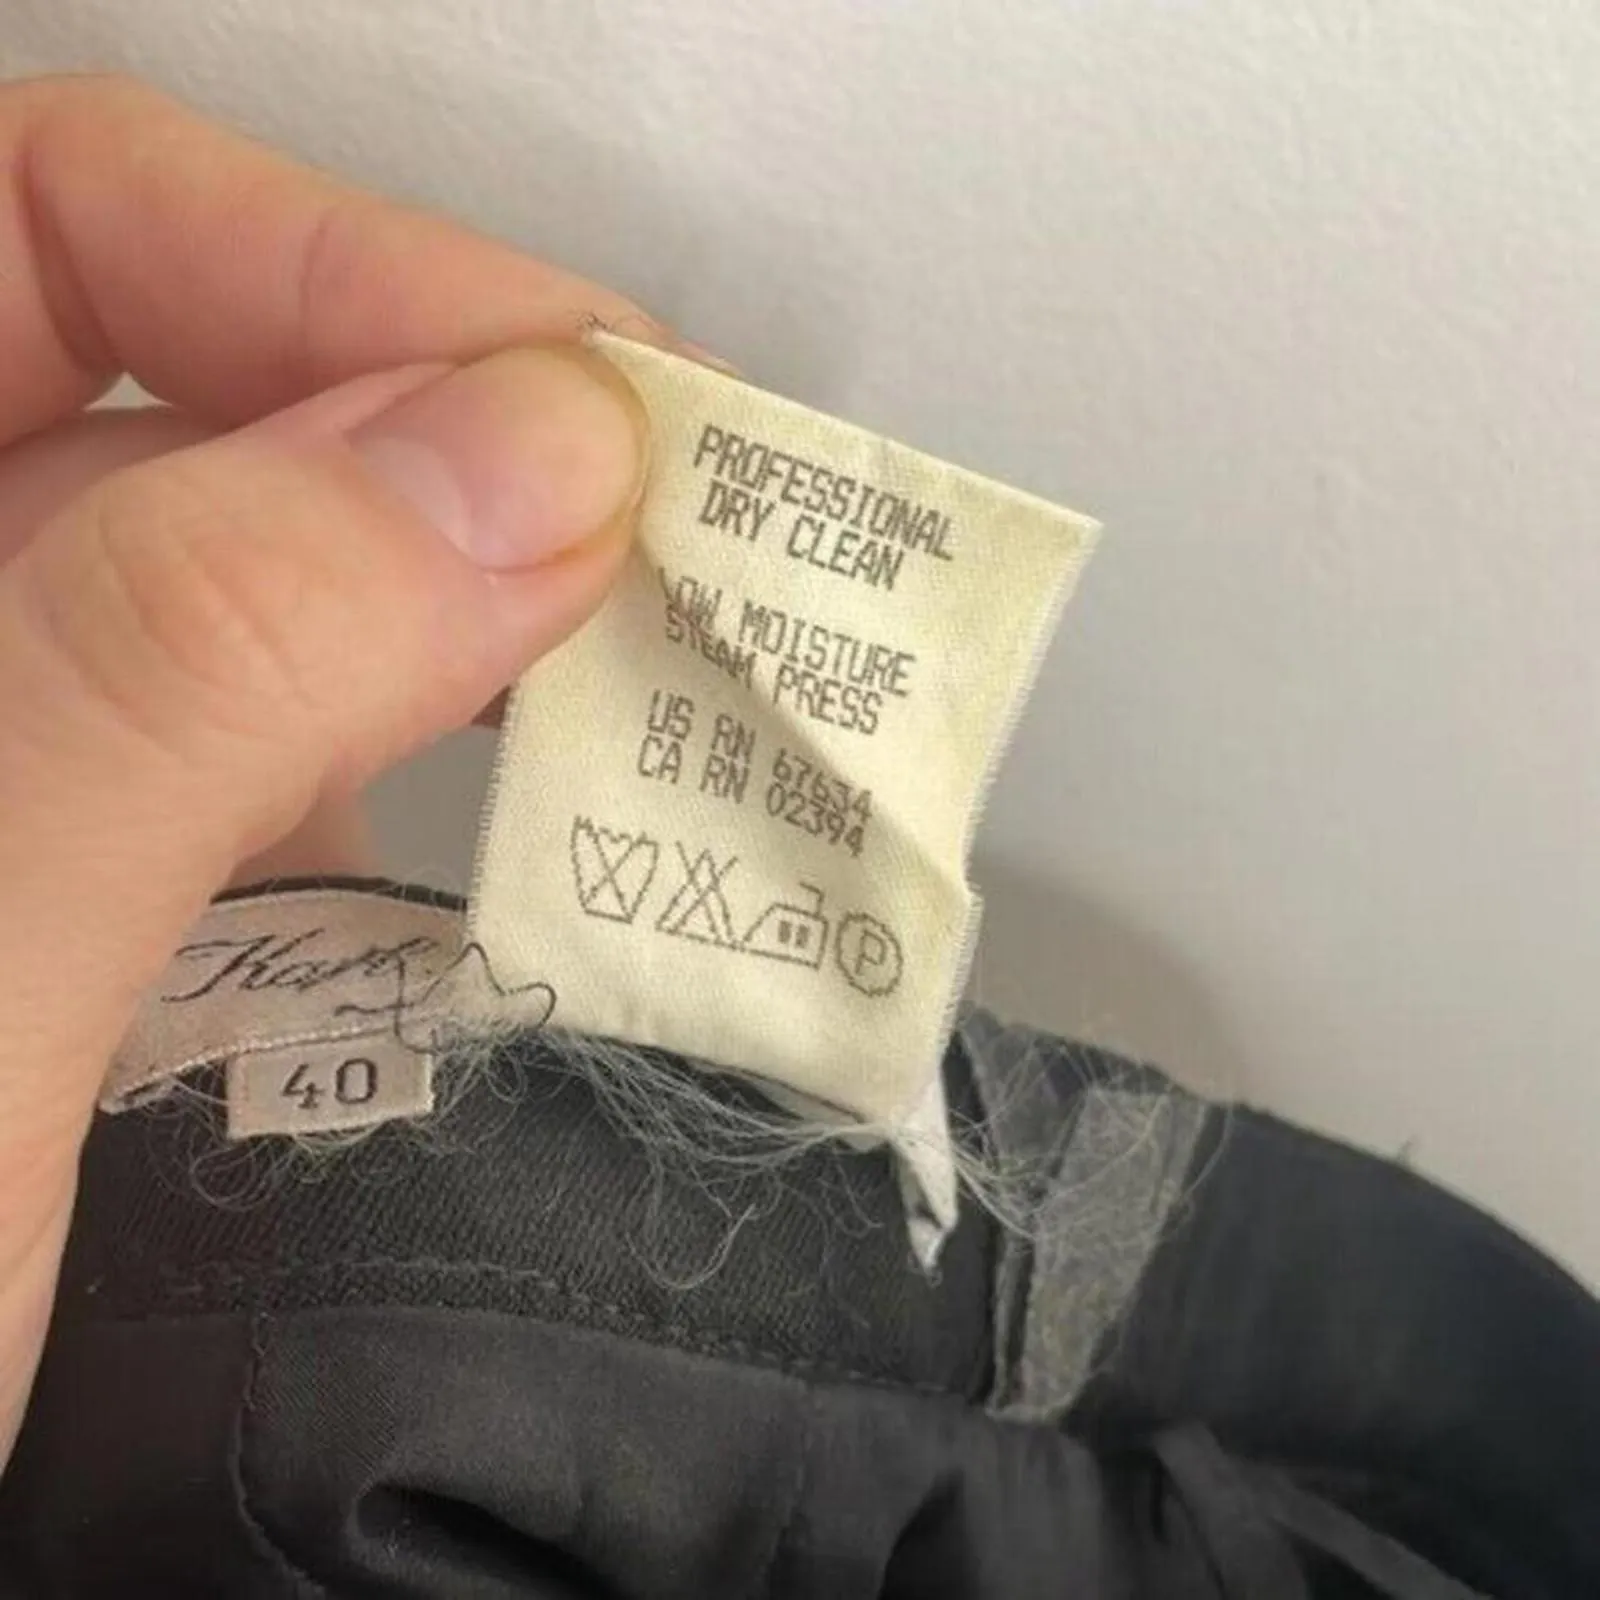 PROFESSIONAL
DRY CLEAN
LOW MOISTURE
STEAM PRESS
US RN 67634
CA RN 02394
P
40